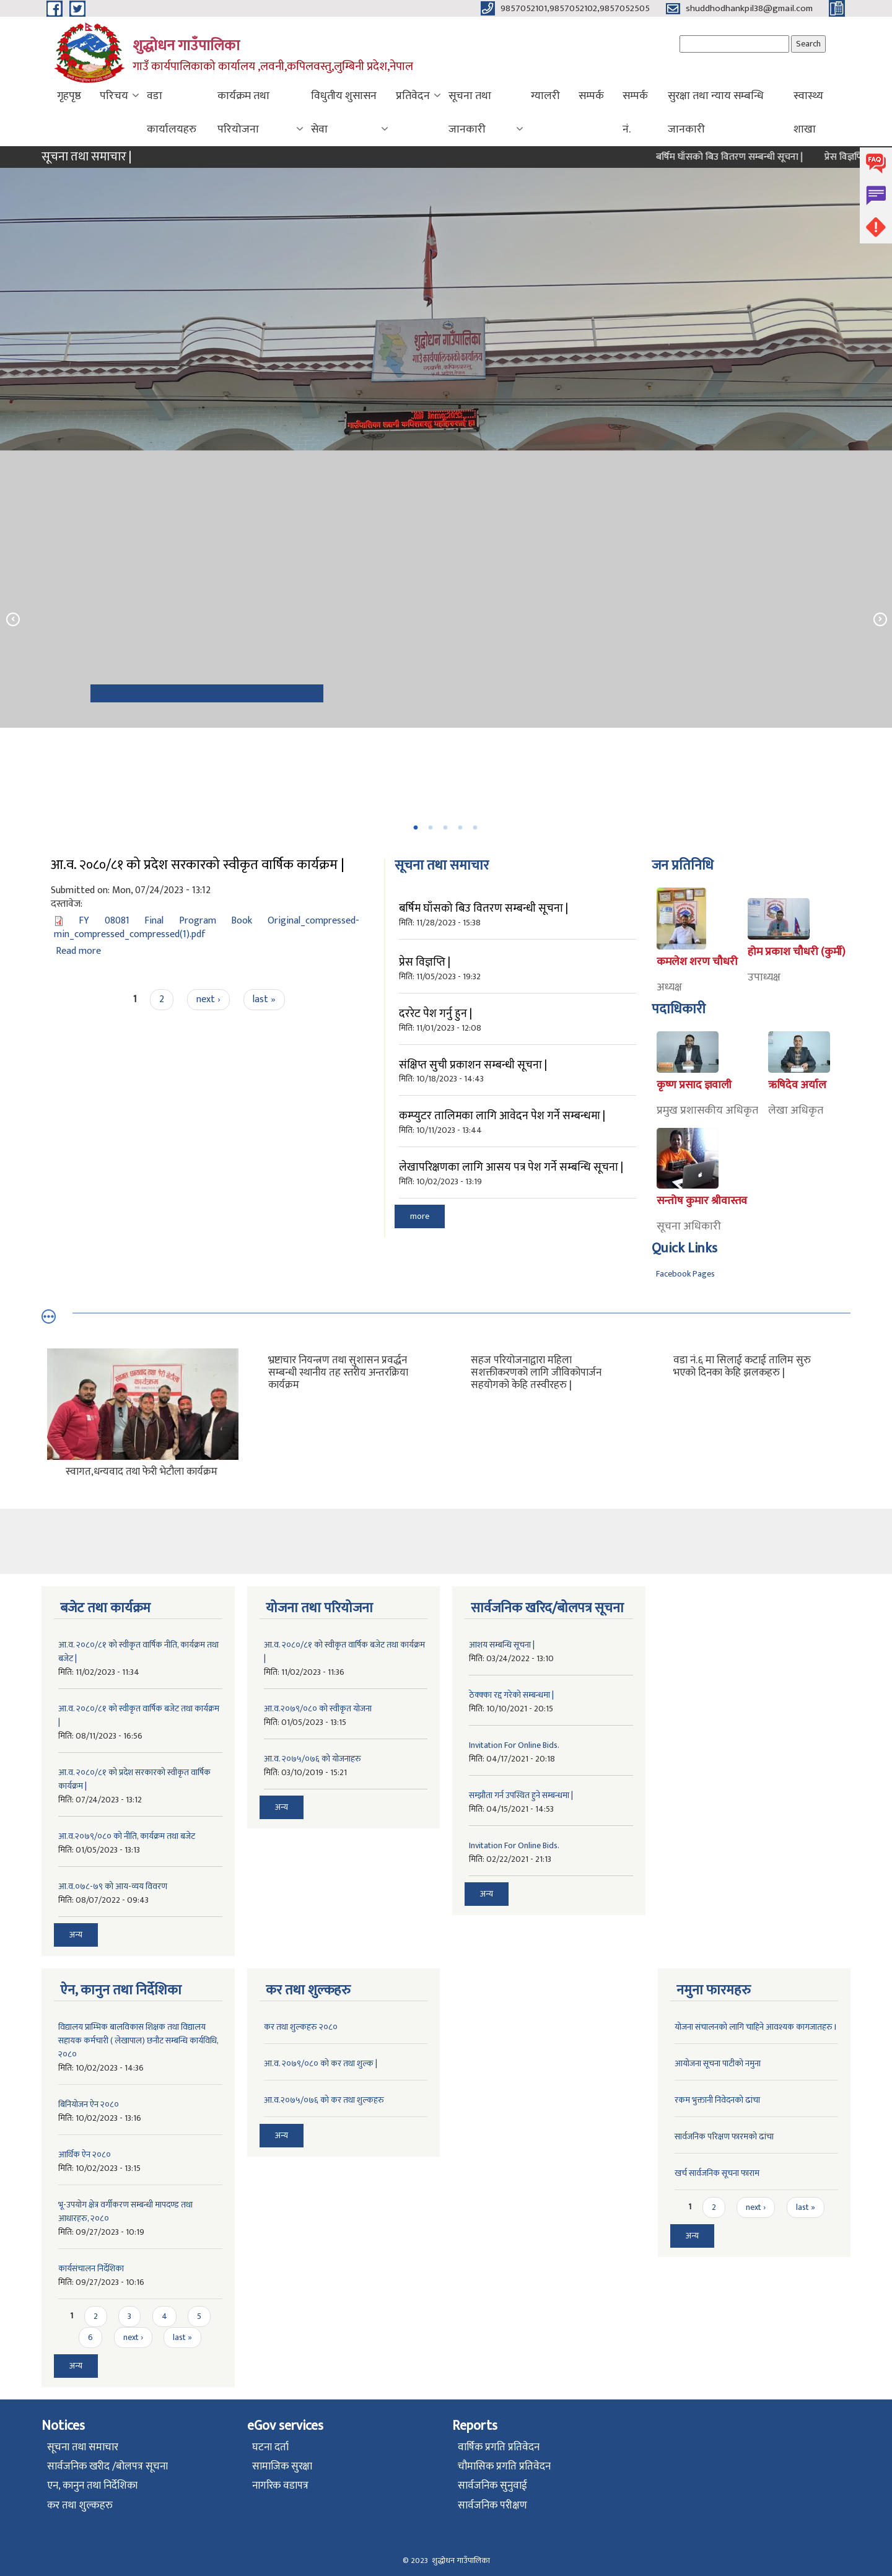 9857052101,9857052102,9857052505
shuddhodhankpil38@gmail.com
शुद्धोधन गाउँपालिका
गाउँ कार्यपालिकाको कार्यालय ,लवनी,कपिलवस्तु,लुम्बिनी प्रदेश,नेपाल
Search
गृहपृष्ठ
परिचय
वडा कार्यालयहरु
कार्यक्रम तथा परियोजना
विधुतीय शुसासन सेवा
प्रतिवेदन
सूचना तथा जानकारी
ग्यालरी
सम्पर्क
सम्पर्क नं.
सुरक्षा तथा न्याय सम्बन्धि जानकारी
स्वास्थ्य शाखा
सूचना तथा समाचार |
बर्षिम घाँसको बिउ वितरण सम्बन्धी सूचना |
प्रेस विज्ञप्ति
FAQ
शुद्धोधन गाउँपालिका
गाउँ कार्यपालिकाको कार्यालय
आ.व. २०८०/८१ को प्रदेश सरकारको स्वीकृत वार्षिक कार्यक्रम |
Submitted on: Mon, 07/24/2023 - 13:12
दस्तावेज:
FY 08081 Final Program Book Original_compressed-
min_compressed_compressed(1).pdf
Read more
1 2 next › last »
सूचना तथा समाचार
बर्षिम घाँसको बिउ वितरण सम्बन्धी सूचना |
मिति: 11/28/2023 - 15:38
प्रेस विज्ञप्ति |
मिति: 11/05/2023 - 19:32
दररेट पेश गर्नु हुन |
मिति: 11/01/2023 - 12:08
संक्षिप्त सुची प्रकाशन सम्बन्धी सूचना |
मिति: 10/18/2023 - 14:43
कम्प्युटर तालिमका लागि आवेदन पेश गर्ने सम्बन्धमा |
मिति: 10/11/2023 - 13:44
लेखापरिक्षणका लागि आसय पत्र पेश गर्ने सम्बन्धि सूचना |
मिति: 10/02/2023 - 13:19
more
जन प्रतिनिधि
कमलेश शरण चौधरी
अध्यक्ष
होम प्रकाश चौधरी (कुर्मी)
उपाध्यक्ष
पदाधिकारी
कृष्ण प्रसाद ज्ञवाली
प्रमुख प्रशासकीय अधिकृत
ऋषिदेव अर्याल
लेखा अधिकृत
सन्तोष कुमार श्रीवास्तव
सूचना अधिकारी
Quick Links
Facebook Pages
स्वागत,धन्यवाद तथा फेरी भेटौला कार्यक्रम
भ्रष्टाचार नियन्त्रण तथा सुशासन प्रवर्द्धन
सम्बन्धी स्थानीय तह स्तरीय अन्तरक्रिया
कार्यक्रम
सहज परियोजनाद्वारा महिला
सशक्तीकरणको लागि जीविकोपार्जन
सहयोगको केहि तस्वीरहरु |
वडा नं.६ मा सिलाई कटाई तालिम सुरु
भएको दिनका केहि झलकहरु |
बजेट तथा कार्यक्रम
आ.व. २०८०/८१ को स्वीकृत वार्षिक नीति, कार्यक्रम तथा
बजेट |
मिति: 11/02/2023 - 11:34
आ.व. २०८०/८१ को स्वीकृत वार्षिक बजेट तथा कार्यक्रम
|
मिति: 08/11/2023 - 16:56
आ.व. २०८०/८१ को प्रदेश सरकारको स्वीकृत वार्षिक
कार्यक्रम |
मिति: 07/24/2023 - 13:12
आ.व.२०७९/०८० को नीति, कार्यक्रम तथा बजेट
मिति: 01/05/2023 - 13:13
आ.व.०७८-७९ को आय-व्यय विवरण
मिति: 08/07/2022 - 09:43
अन्य
योजना तथा परियोजना
आ.व. २०८०/८१ को स्वीकृत वार्षिक बजेट तथा कार्यक्रम
|
मिति: 11/02/2023 - 11:36
आ.व.२०७९/०८० को स्वीकृत योजना
मिति: 01/05/2023 - 13:15
आ.व. २०७५/०७६ को योजनाहरु
मिति: 03/10/2019 - 15:21
अन्य
सार्वजनिक खरिद/बोलपत्र सूचना
आशय सम्बन्धि सूचना |
मिति: 03/24/2022 - 13:10
ठेक्क्का रद्द गरेको सम्बन्धमा |
मिति: 10/10/2021 - 20:15
Invitation For Online Bids.
मिति: 04/17/2021 - 20:18
सम्झौता गर्न उपस्थित हुने सम्बन्धमा |
मिति: 04/15/2021 - 14:53
Invitation For Online Bids.
मिति: 02/22/2021 - 21:13
अन्य
ऐन, कानुन तथा निर्देशिका
विद्यालय प्राम्भिक बालविकास शिक्षक तथा विद्यालय
सहायक कर्मचारी ( लेखापाल) छनौट सम्बन्धि कार्यविधि,
२०८०
मिति: 10/02/2023 - 14:36
बिनियोजन ऐन २०८०
मिति: 10/02/2023 - 13:16
आर्थिक ऐन २०८०
मिति: 10/02/2023 - 13:15
भू-उपयोग क्षेत्र वर्गीकरण सम्बन्धी मापदण्ड तथा
आधारहरु, २०८०
मिति: 09/27/2023 - 10:19
कार्यसंचालन निर्देशिका
मिति: 09/27/2023 - 10:16
1 2 3 4 5
6 next › last »
अन्य
कर तथा शुल्कहरु
कर तथा शुल्कहरु २०८०
आ.व. २०७९/०८० को कर तथा शुल्क |
आ.व.२०७५/०७६ को कर तथा शुल्कहरु
अन्य
नमुना फारमहरु
योजना संचालनको लागि चाहिने आवश्यक कागजातहरु ।
आयोजना सूचना पाटीको नमुना
रकम भुक्तानी निवेदनको ढांचा
सार्वजनिक परिक्षण फारमको ढांचा
खर्च सार्वजनिक सूचना फाराम
1 2 next › last »
अन्य
Notices
सूचना तथा समाचार
सार्वजनिक खरीद /बोलपत्र सूचना
एन, कानुन तथा निर्देशिका
कर तथा शुल्कहरु
eGov services
घटना दर्ता
सामाजिक सुरक्षा
नागरिक वडापत्र
Reports
वार्षिक प्रगति प्रतिवेदन
चौमासिक प्रगति प्रतिवेदन
सार्वजनिक सुनुवाई
सार्वजनिक परीक्षण
© 2023 शुद्धोधन गाउँपालिका